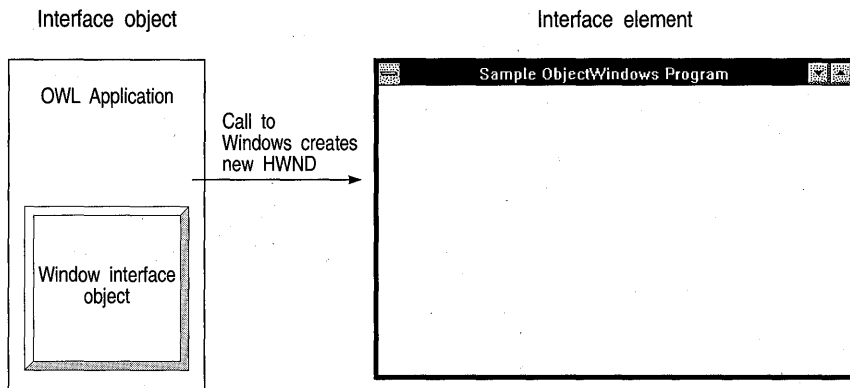 Interface object
Interface element
OWL Application
Call to
Windows creates
new HWND
Sample ObjectWindows Program
Window interface
object